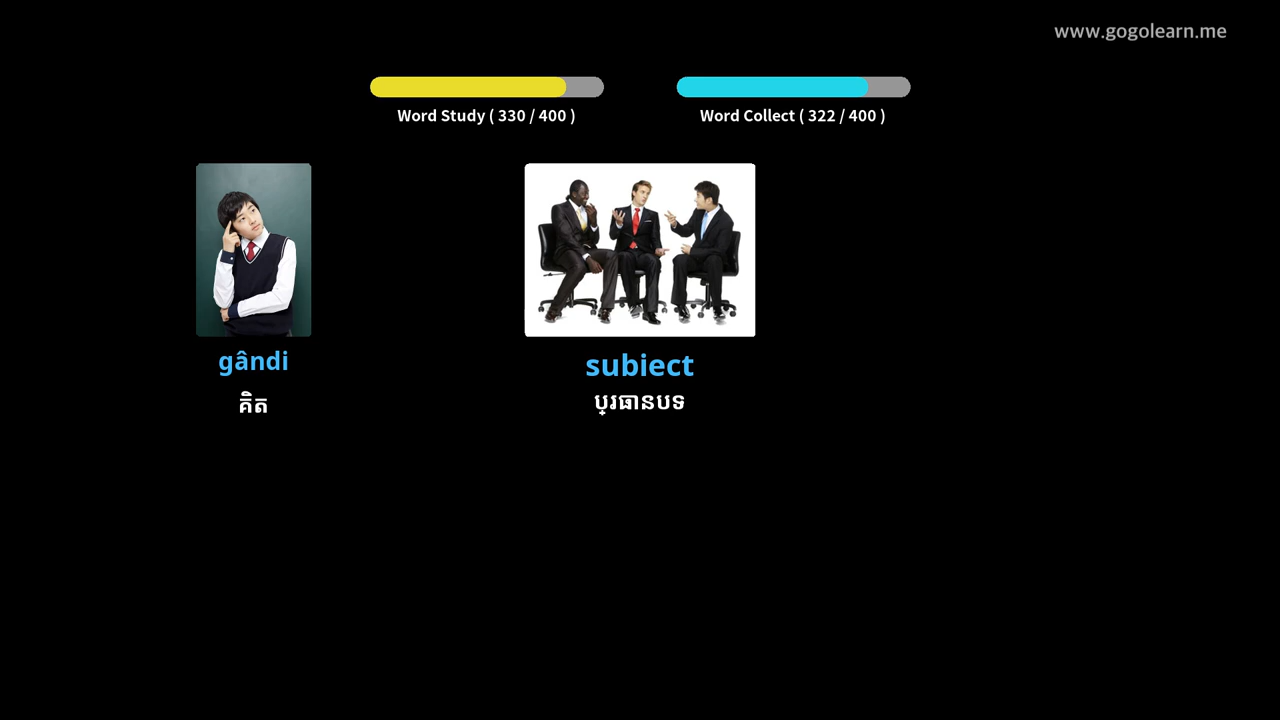 www.gogolearn.me
Word Study ( 330 / 400 )
Word Collect ( 322 / 400 )
gândi
គិត
subiect
ប្រធានបទ